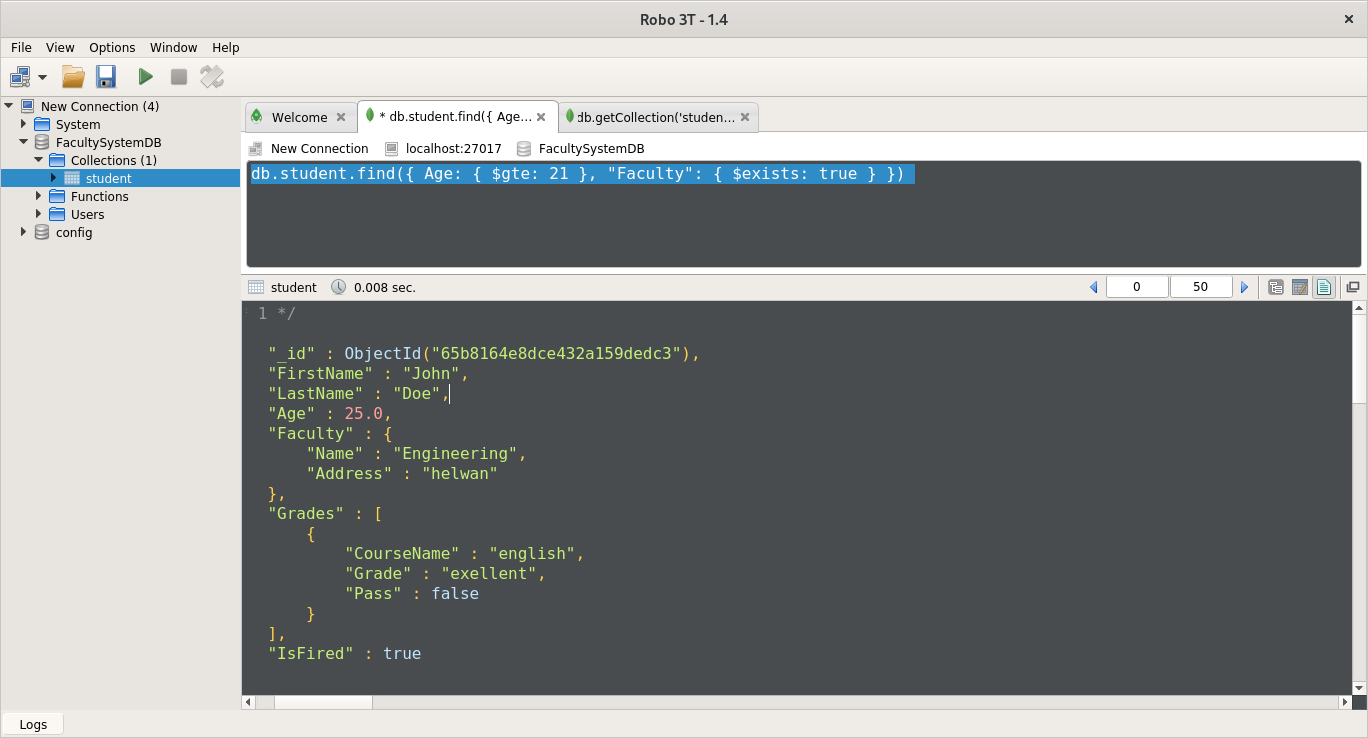 Robo 3T - 1.4
File View Options Window Help
New Connection (4)
System
FacultySystemDB
Collections (1)
student
Functions
Users
config
Welcome
* db.student.find({ Age...
db.getCollection('studen...
New Connection localhost:27017 FacultySystemDB
db.student.find({ Age: { $gte: 21 }, "Faculty": { $exists: true } })
student 0.008 sec. 0 50
1 */
"_id" : ObjectId("65b8164e8dce432a159dedc3"),
"FirstName" : "John",
"LastName" : "Doe",
"Age" : 25.0,
"Faculty" : {
"Name" : "Engineering",
"Address" : "helwan"
},
"Grades" : [
{
"CourseName" : "english",
"Grade" : "exellent",
"Pass" : false
}
],
"IsFired" : true
Logs